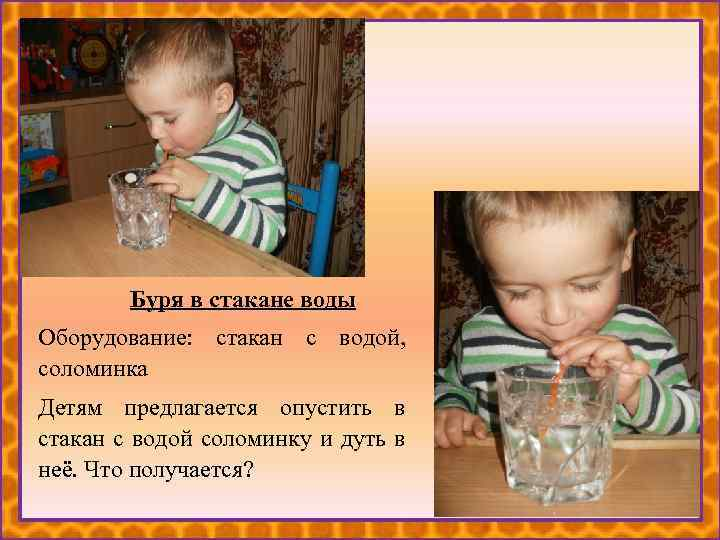 Буря в стакане воды
Оборудование: стакан с водой,
соломинка
Детям предлагается опустить в
стакан с водой соломинку и дуть в
неё. Что получается?